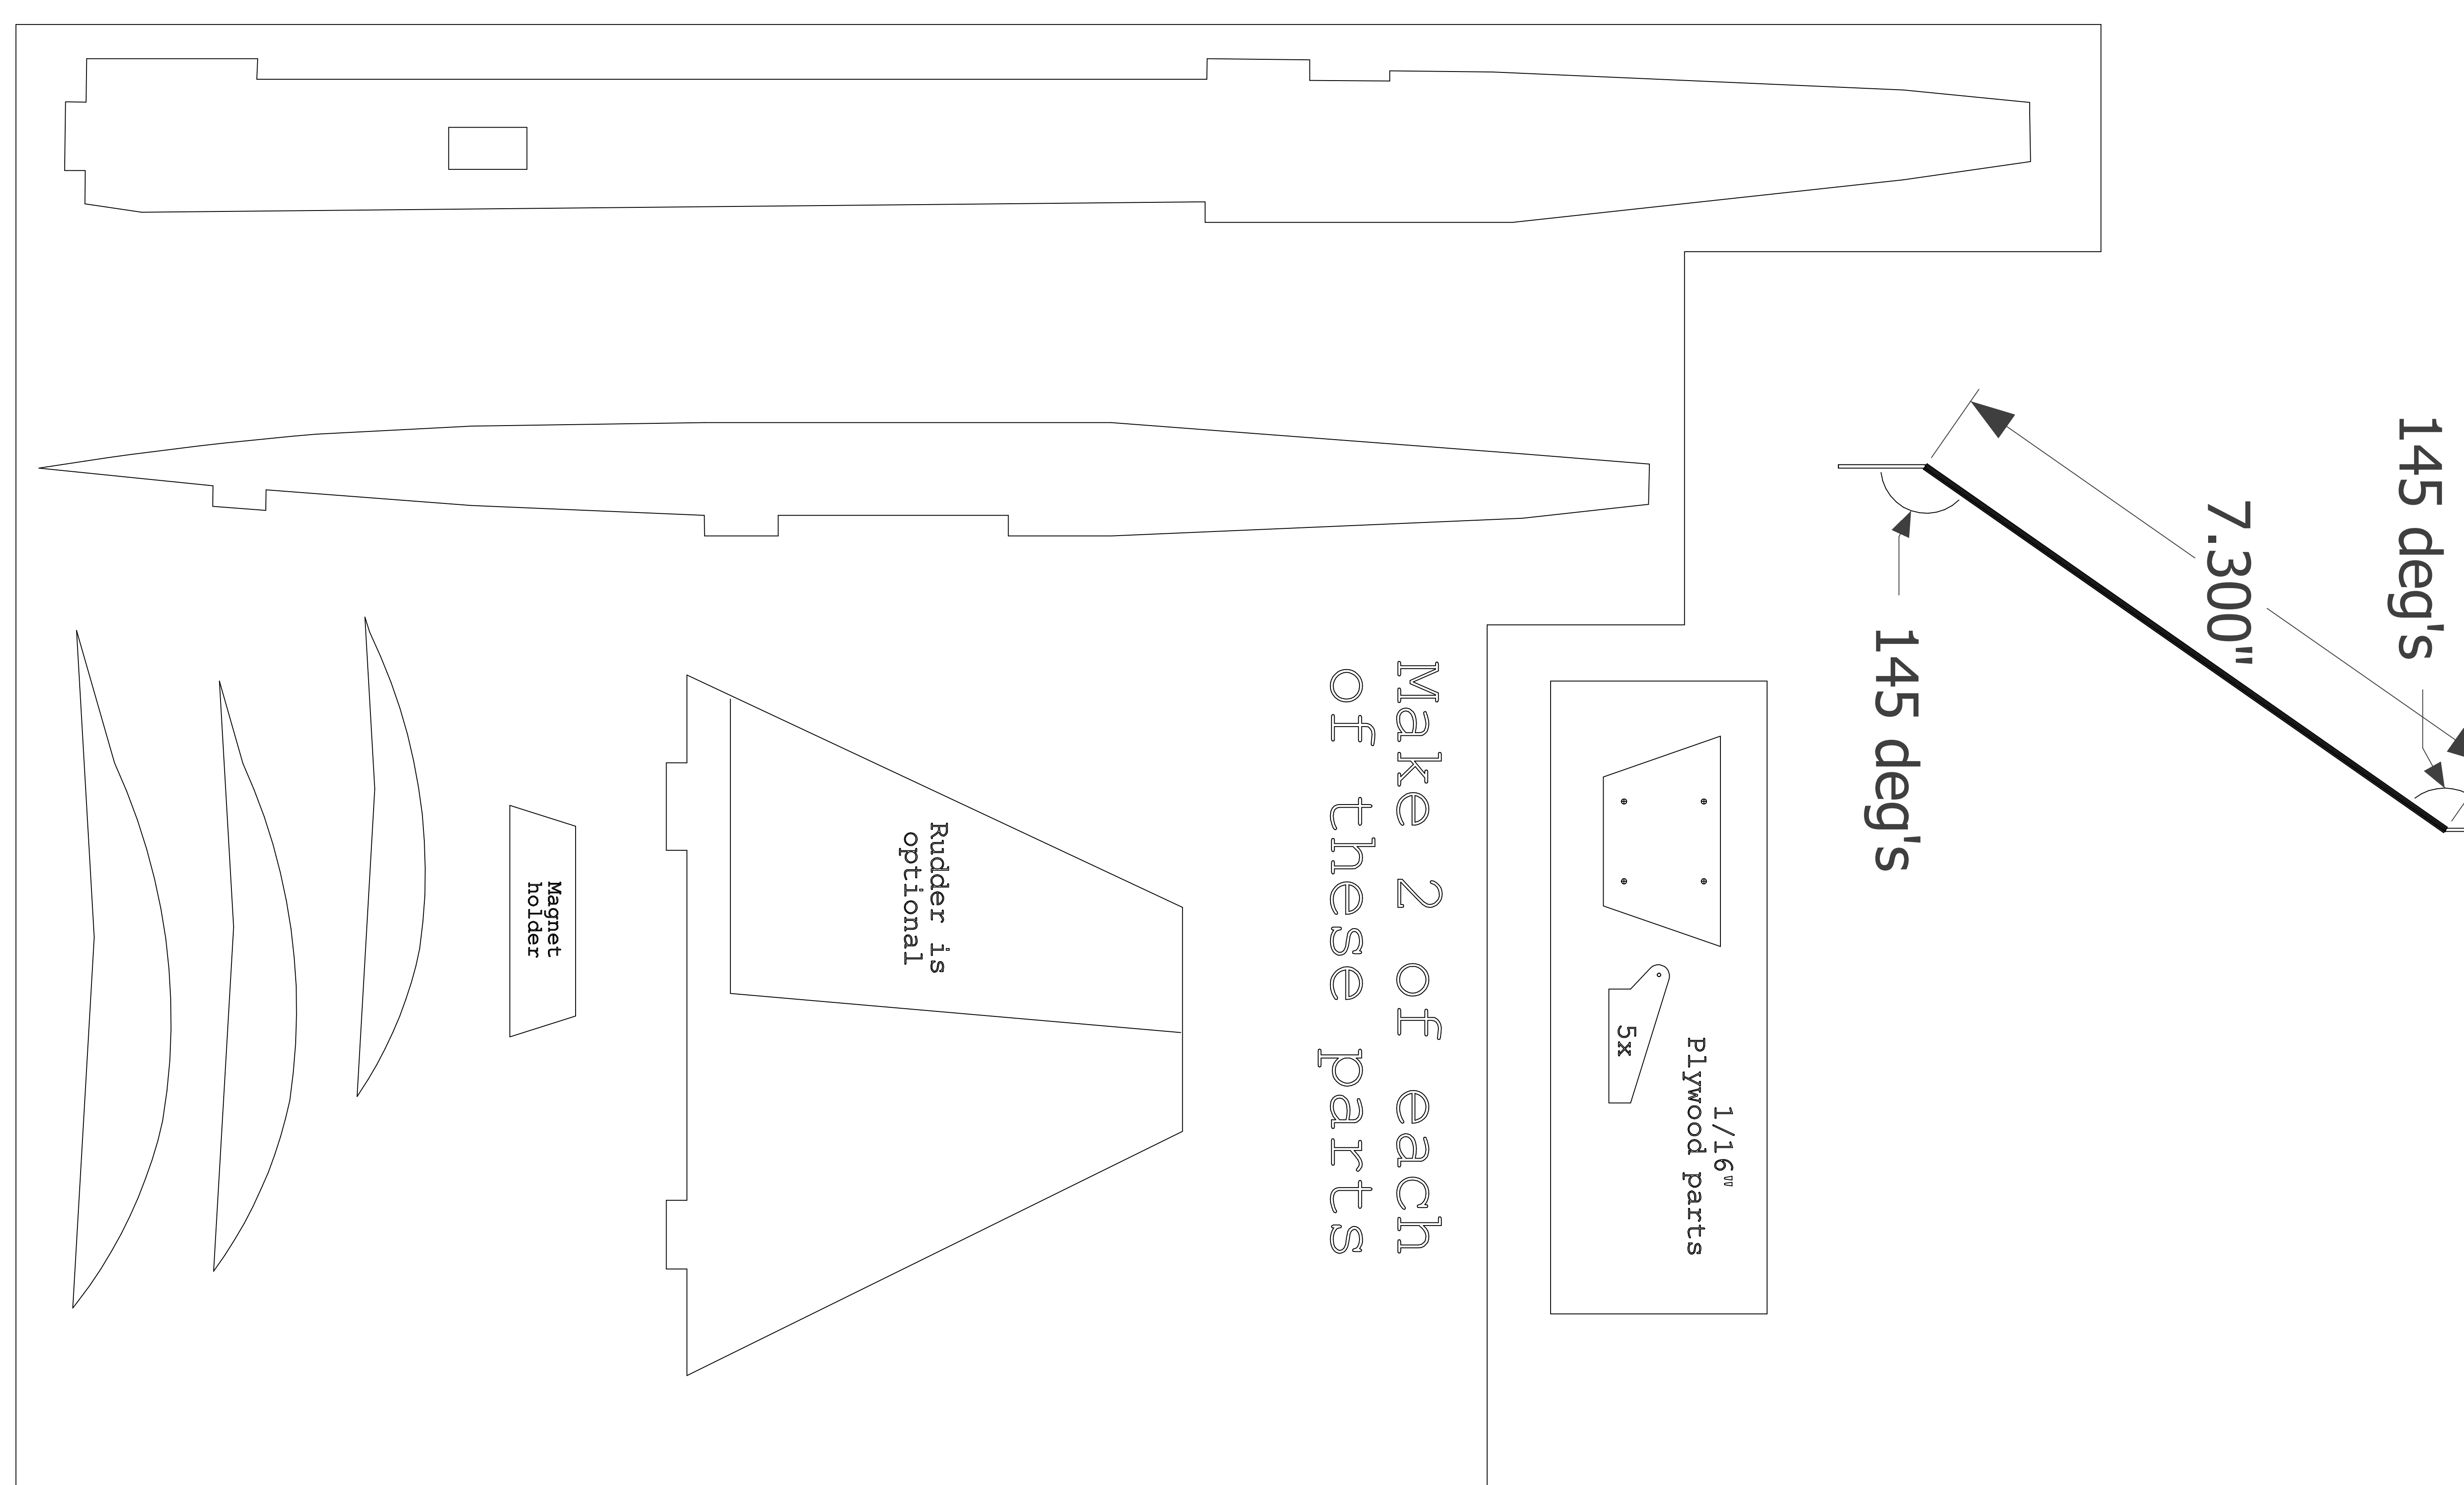 Magnet
holder
Rudder is
optional
Make 2 of each
of these parts
5x
1/16"
Plywood parts
145 deg's
7.300"
145 deg's